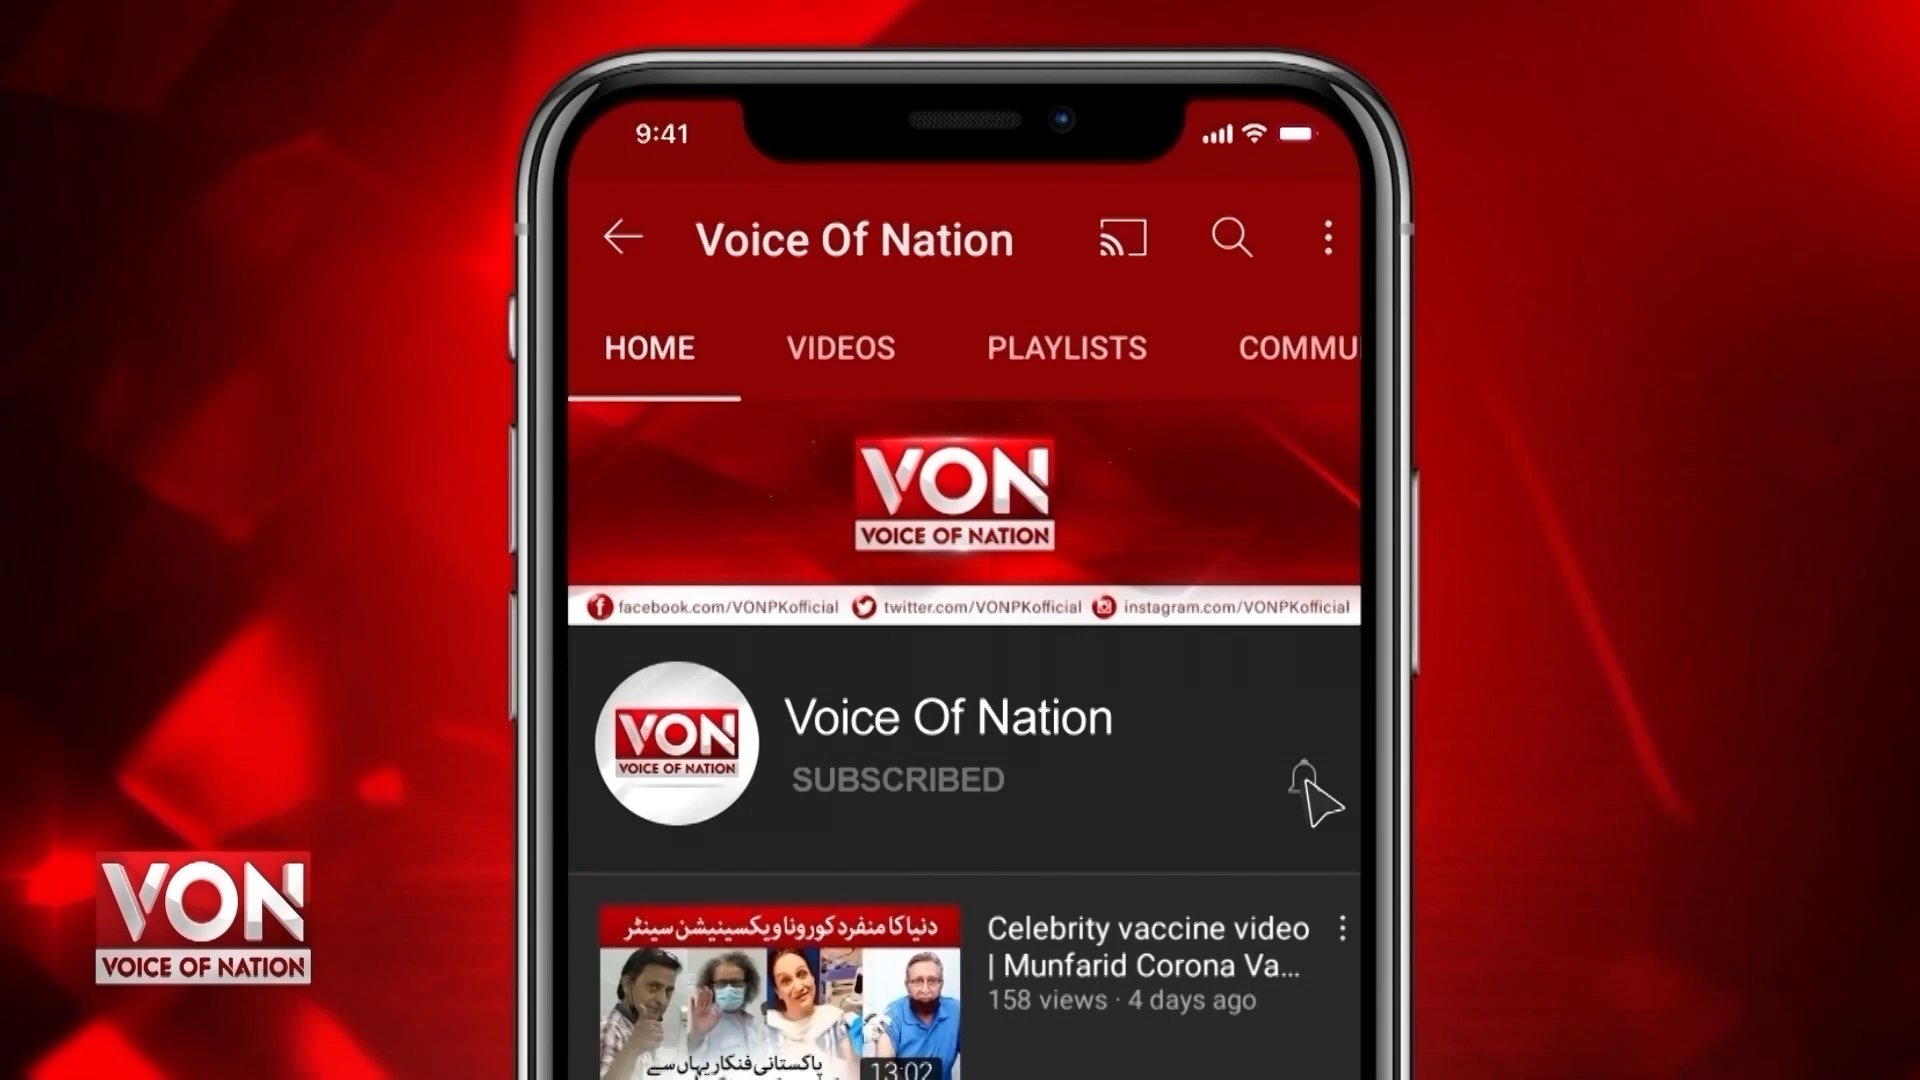 9:41
Voice Of Nation
HOME VIDEOS PLAYLISTS COMMU
VON
VOICE OF NATION
facebook.com/VONPKofficial twitter.com/VONPKofficial instagram.com/VONPKofficial
VON
VOICE OF NATION
Voice Of Nation
SUBSCRIBED
VON
VOICE OF NATION
دنیا کا منفرد کورونا ویکسینیشن سینٹر
پاکستانی فنکار یہاں سے
13:02
Celebrity vaccine video
| Munfarid Corona Va...
158 views · 4 days ago